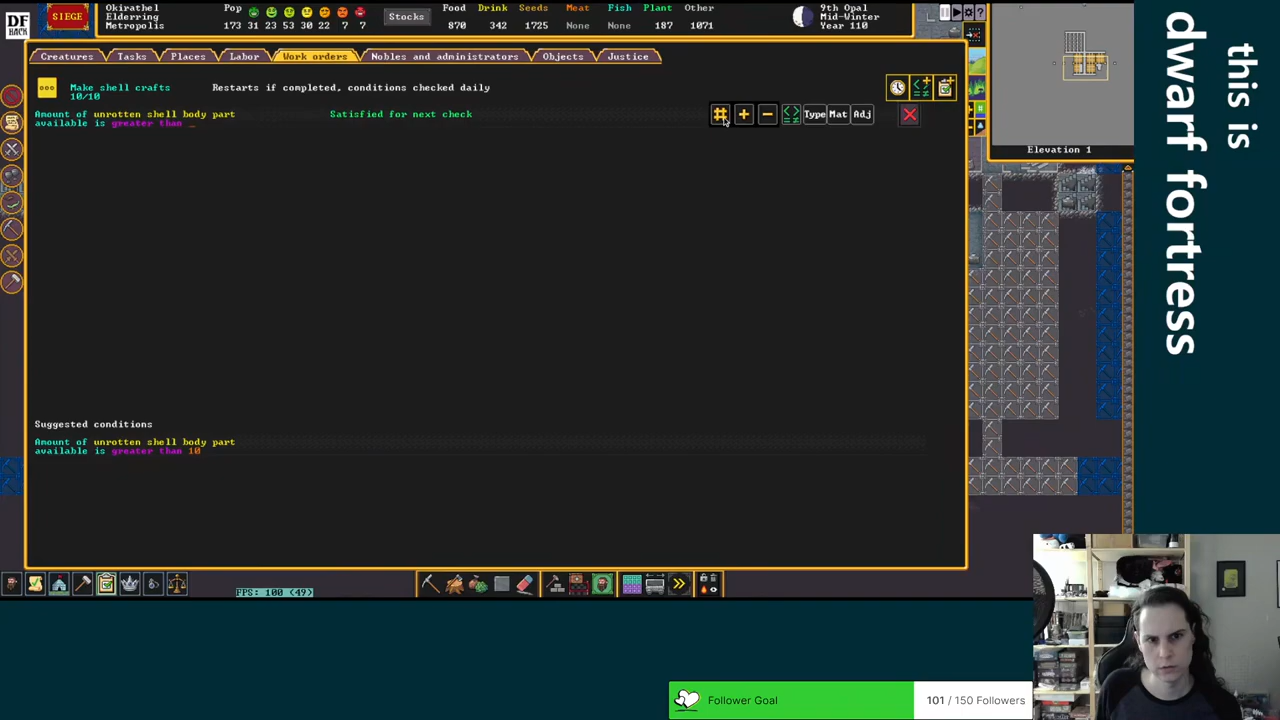 DF
HACK
SIEGE
Okirathel
Elderring
Metropolis
Pop
173 31 23 53 30 22 7 7
Stocks
Food Drink Seeds Meat Fish Plant Other
870 342 1725 None None 187 1071
9th Opal
Mid-Winter
Year 110
Creatures Tasks Places Labor Work orders Nobles and administrators Objects Justice
Make shell crafts
10/10
Restarts if completed, conditions checked daily
Amount of unrotten shell body part
available is greater than _
Satisfied for next check
Type Mat Adj
Suggested conditions
Amount of unrotten shell body part
available is greater than 10
Elevation 1
this is
dwarf fortress
FPS: 100 (49)
Follower Goal
101 / 150 Followers